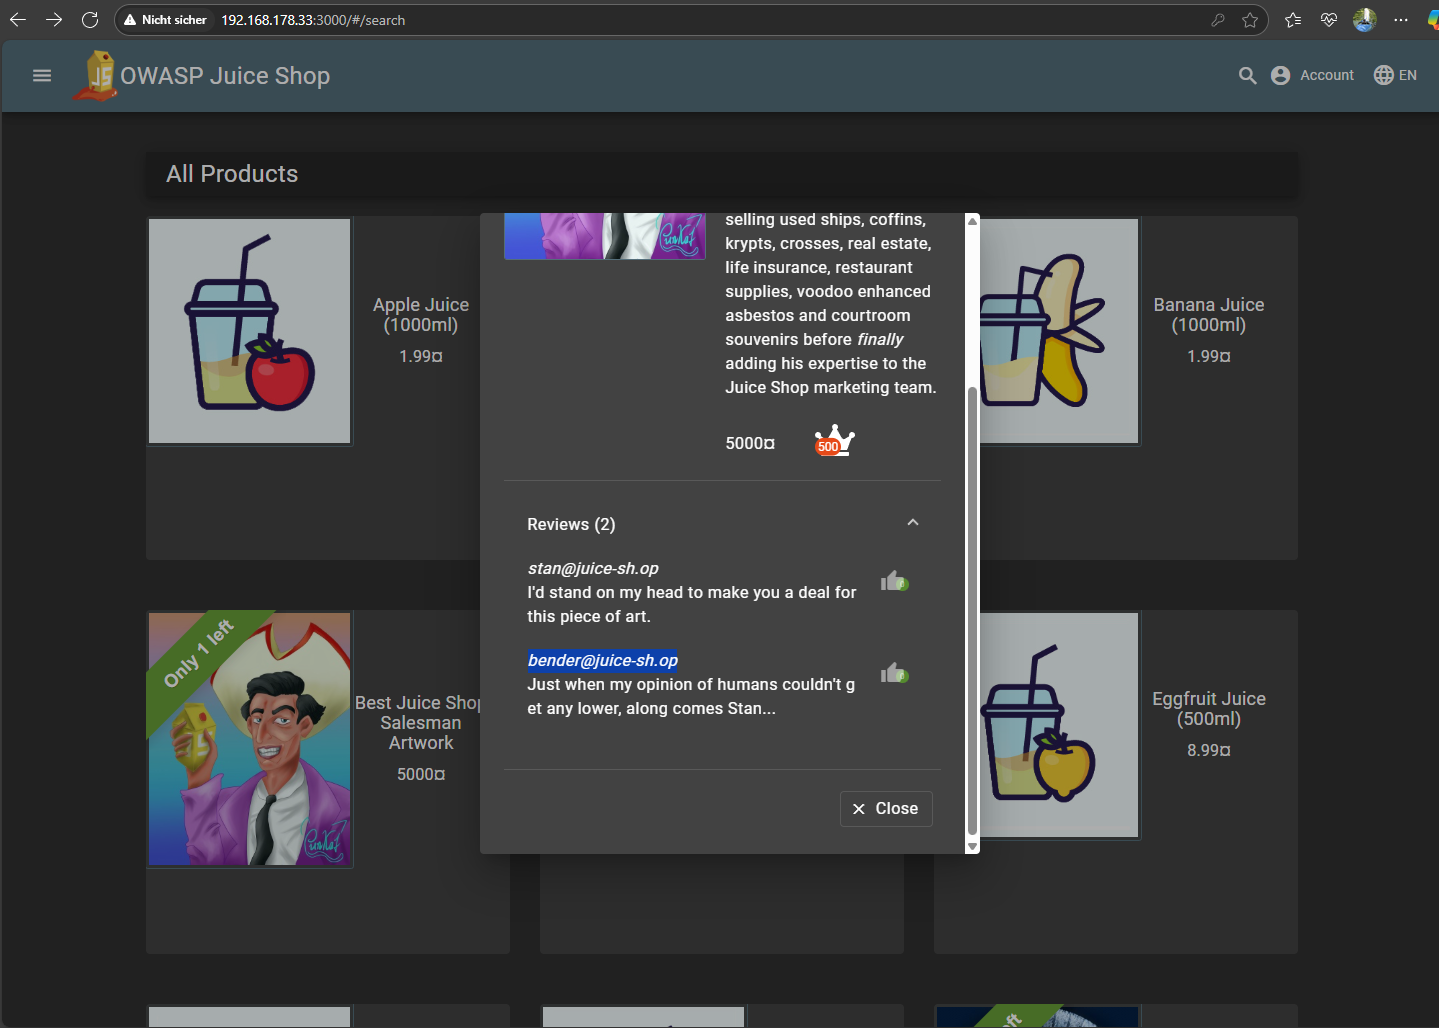 Nicht sicher
192.168.178.33:3000/#/search
OWASP Juice Shop
Account
EN
All Products
Apple Juice
(1000ml)
1.99¤
selling used ships, coffins,
krypts, crosses, real estate,
life insurance, restaurant
supplies, voodoo enhanced
asbestos and courtroom
souvenirs before finally
adding his expertise to the
Juice Shop marketing team.
5000¤
500
Reviews (2)
stan@juice-sh.op
I'd stand on my head to make you a deal for
this piece of art.
bender@juice-sh.op
Just when my opinion of humans couldn't g
et any lower, along comes Stan...
Close
Banana Juice
(1000ml)
1.99¤
Only 1 left
Best Juice Shop
Salesman
Artwork
5000¤
Eggfruit Juice
(500ml)
8.99¤